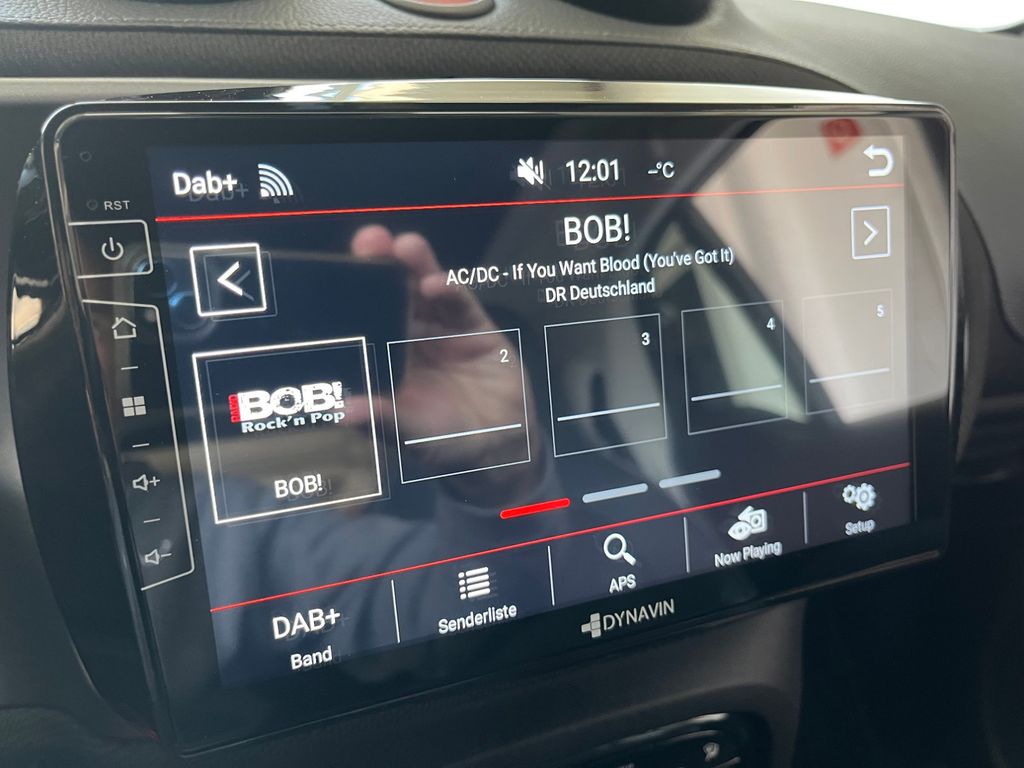 Dab+
12:01
--°C
RST
BOB!
AC/DC - If You Want Blood (You've Got It)
DR Deutschland
2
3
4
5
RADIO BOB!
Rock'n Pop
BOB!
DAB+
Band
Senderliste
APS
Now Playing
Setup
DYNAVIN